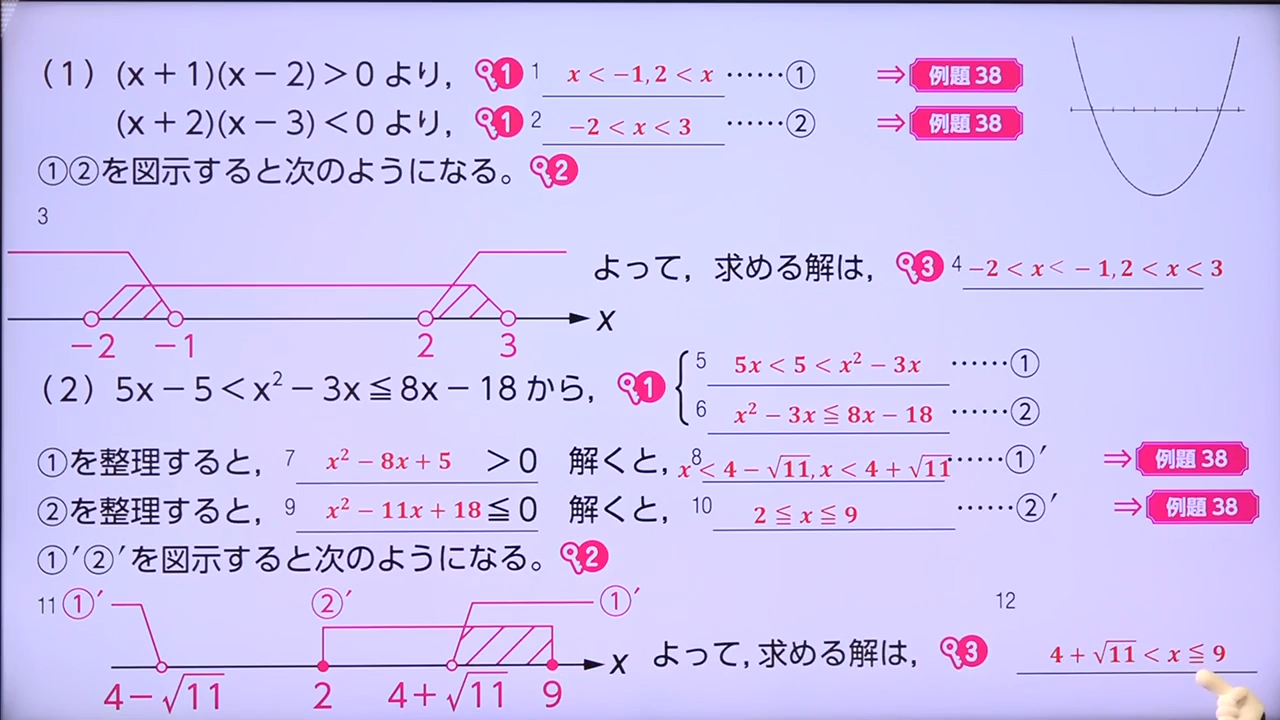 (1) (x+1)(x−2)>0 より, 1 1 x<−1,2<x ……① ⇒ 例題 38
(x+2)(x−3)<0 より, 1 2 −2<x<3 ……② ⇒ 例題 38
①②を図示すると次のようになる。 2
3
よって, 求める解は, 3 4 −2<x<−1,2<x<3
x
−2 −1 2 3
(2) 5x−5<x²−3x≦8x−18 から, 1 5 5x<5<x²−3x ……①
6 x²−3x≦8x−18 ……②
①を整理すると, 7 x²−8x+5 >0 解くと, 8 x<4−√11,x<4+√11 ……①′ ⇒ 例題 38
②を整理すると, 9 x²−11x+18 ≦0 解くと, 10 2≦x≦9 ……②′ ⇒ 例題 38
①′②′を図示すると次のようになる。 2
11 ①′ ②′ ①′ 12
x よって, 求める解は, 3 4+√11<x≦9
4−√11 2 4+√11 9